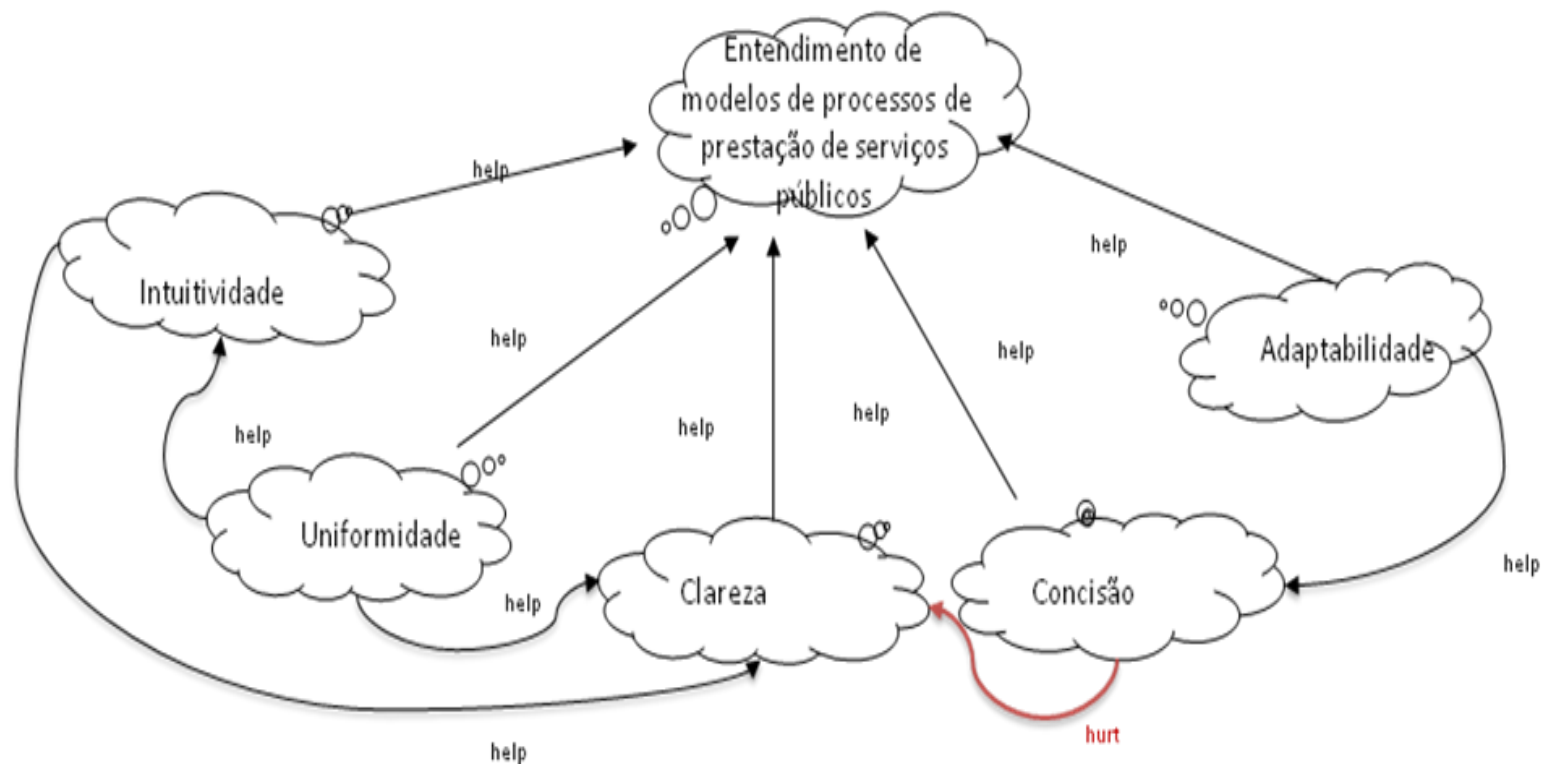 Entendimento de
modelos de processos de
prestação de serviços
públicos
help
help
Intuitividade
help
help
Adaptabilidade
help
help
help
Uniformidade
help
help
Clareza
Concisão
hurt
help